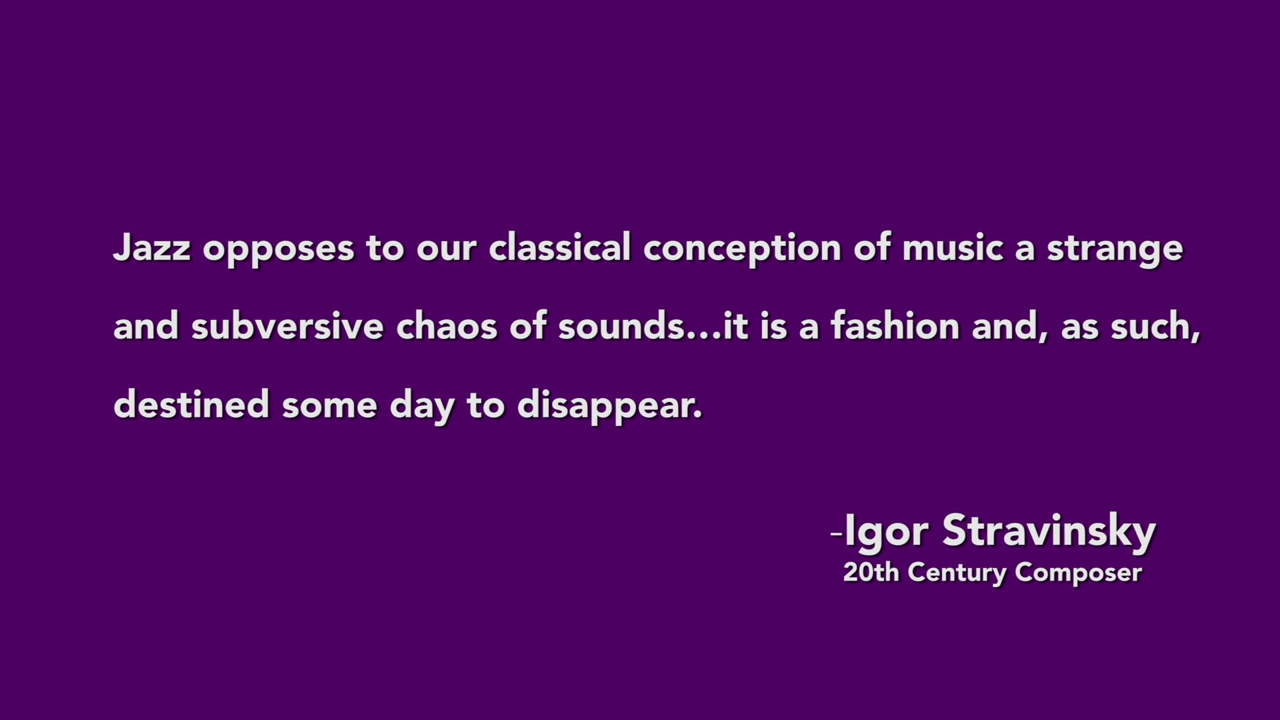 Jazz opposes to our classical conception of music a strange
and subversive chaos of sounds...it is a fashion and, as such,
destined some day to disappear.
-Igor Stravinsky
20th Century Composer